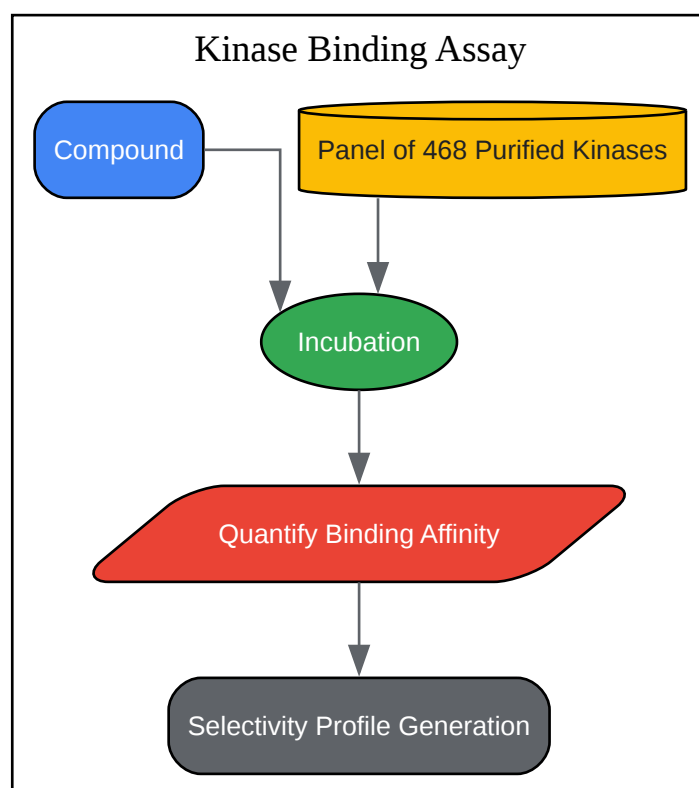 Kinase Binding Assay
Compound
Panel of 468 Purified Kinases
Incubation
Quantify Binding Affinity
Selectivity Profile Generation